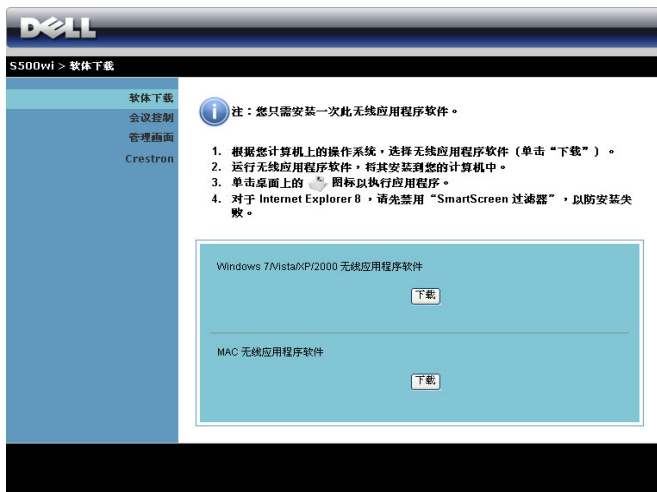 DELL
S500wi > 软体下载
软体下载
会议控制
管理画面
Crestron
注：您只需安装一次此无线应用程序软件。
1. 根据您计算机上的操作系统，选择无线应用程序软件（单击“下载”）。
2. 运行无线应用程序软件，将其安装到您的计算机中。
3. 单击桌面上的 图标以执行应用程序。
4. 对于 Internet Explorer 8，请先禁用“SmartScreen 过滤器”，以防安装失
败。
Windows 7/Vista/XP/2000 无线应用程序软件
下载
MAC 无线应用程序软件
下载